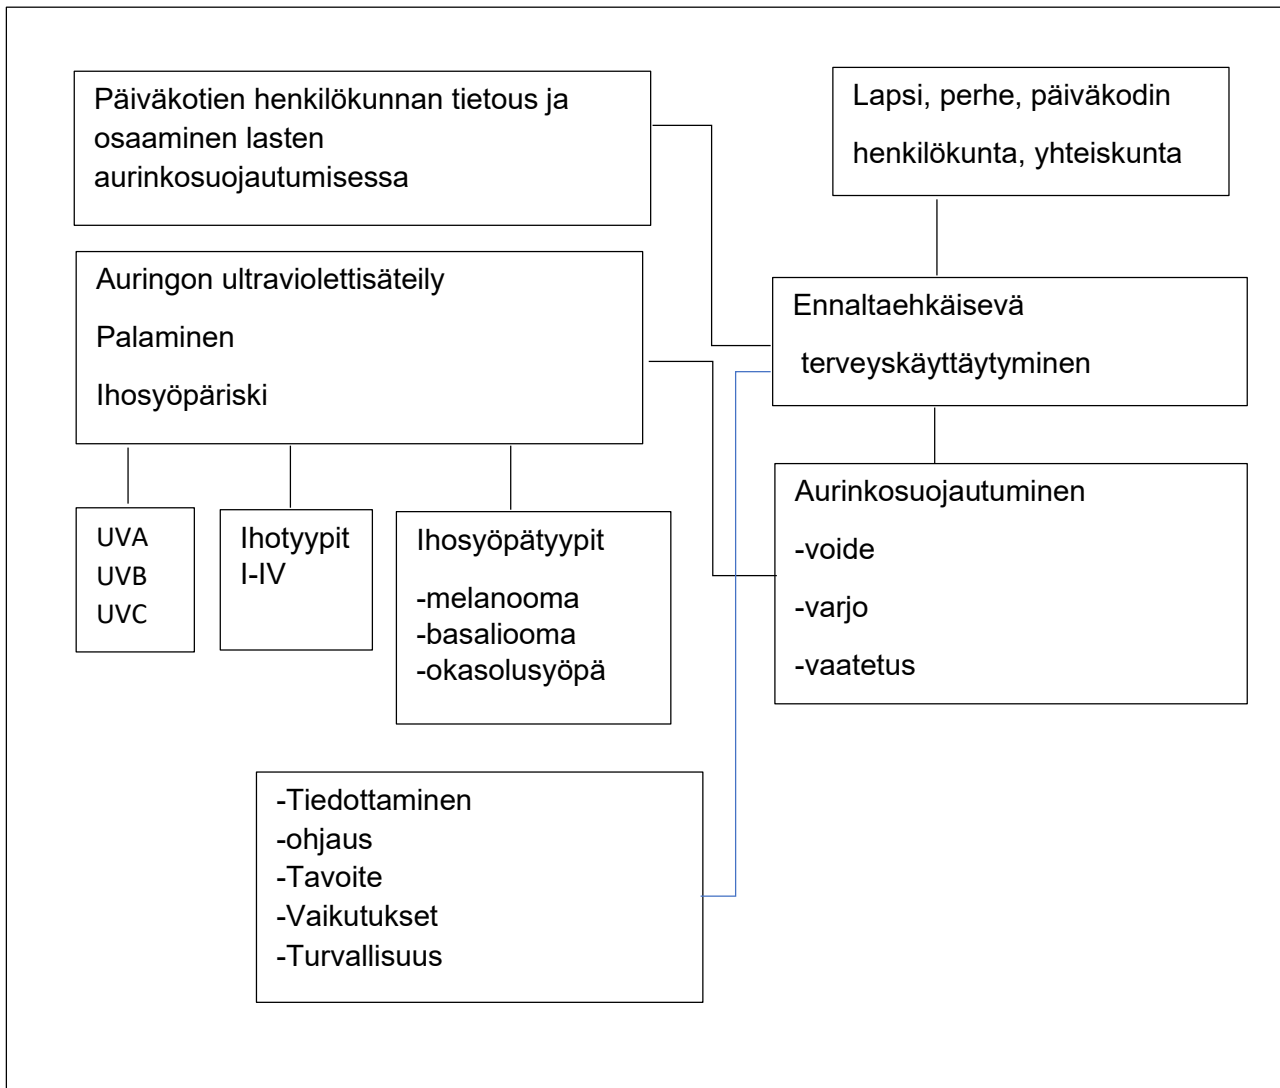 Päiväkotien henkilökunnan tietous ja
osaaminen lasten
aurinkosuojautumisessa
Lapsi, perhe, päiväkodin
henkilökunta, yhteiskunta
Auringon ultraviolettisäteily
Palaminen
Ihosyöpäriski
Ennaltaehkäisevä
terveyskäyttäytyminen
UVA
UVB
UVC
Ihotyypit
I-IV
Ihosyöpätyypit
-melanooma
-basaliooma
-okasolusyöpä
Aurinkosuojautuminen
-voide
-varjo
-vaatetus
-Tiedottaminen
-ohjaus
-Tavoite
-Vaikutukset
-Turvallisuus